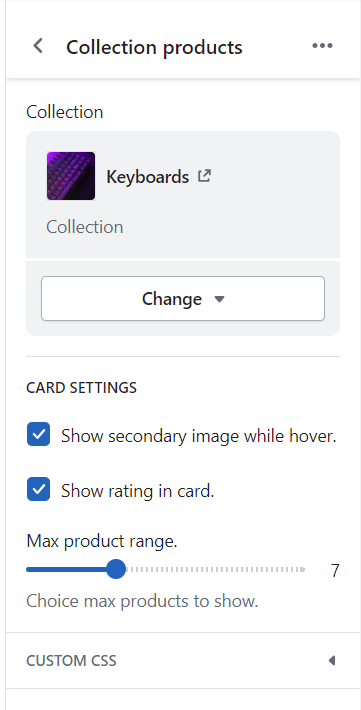 Collection products
Collection
Keyboards
Collection
Change
CARD SETTINGS
Show secondary image while hover.
Show rating in card.
Max product range.
7
Choice max products to show.
CUSTOM CSS